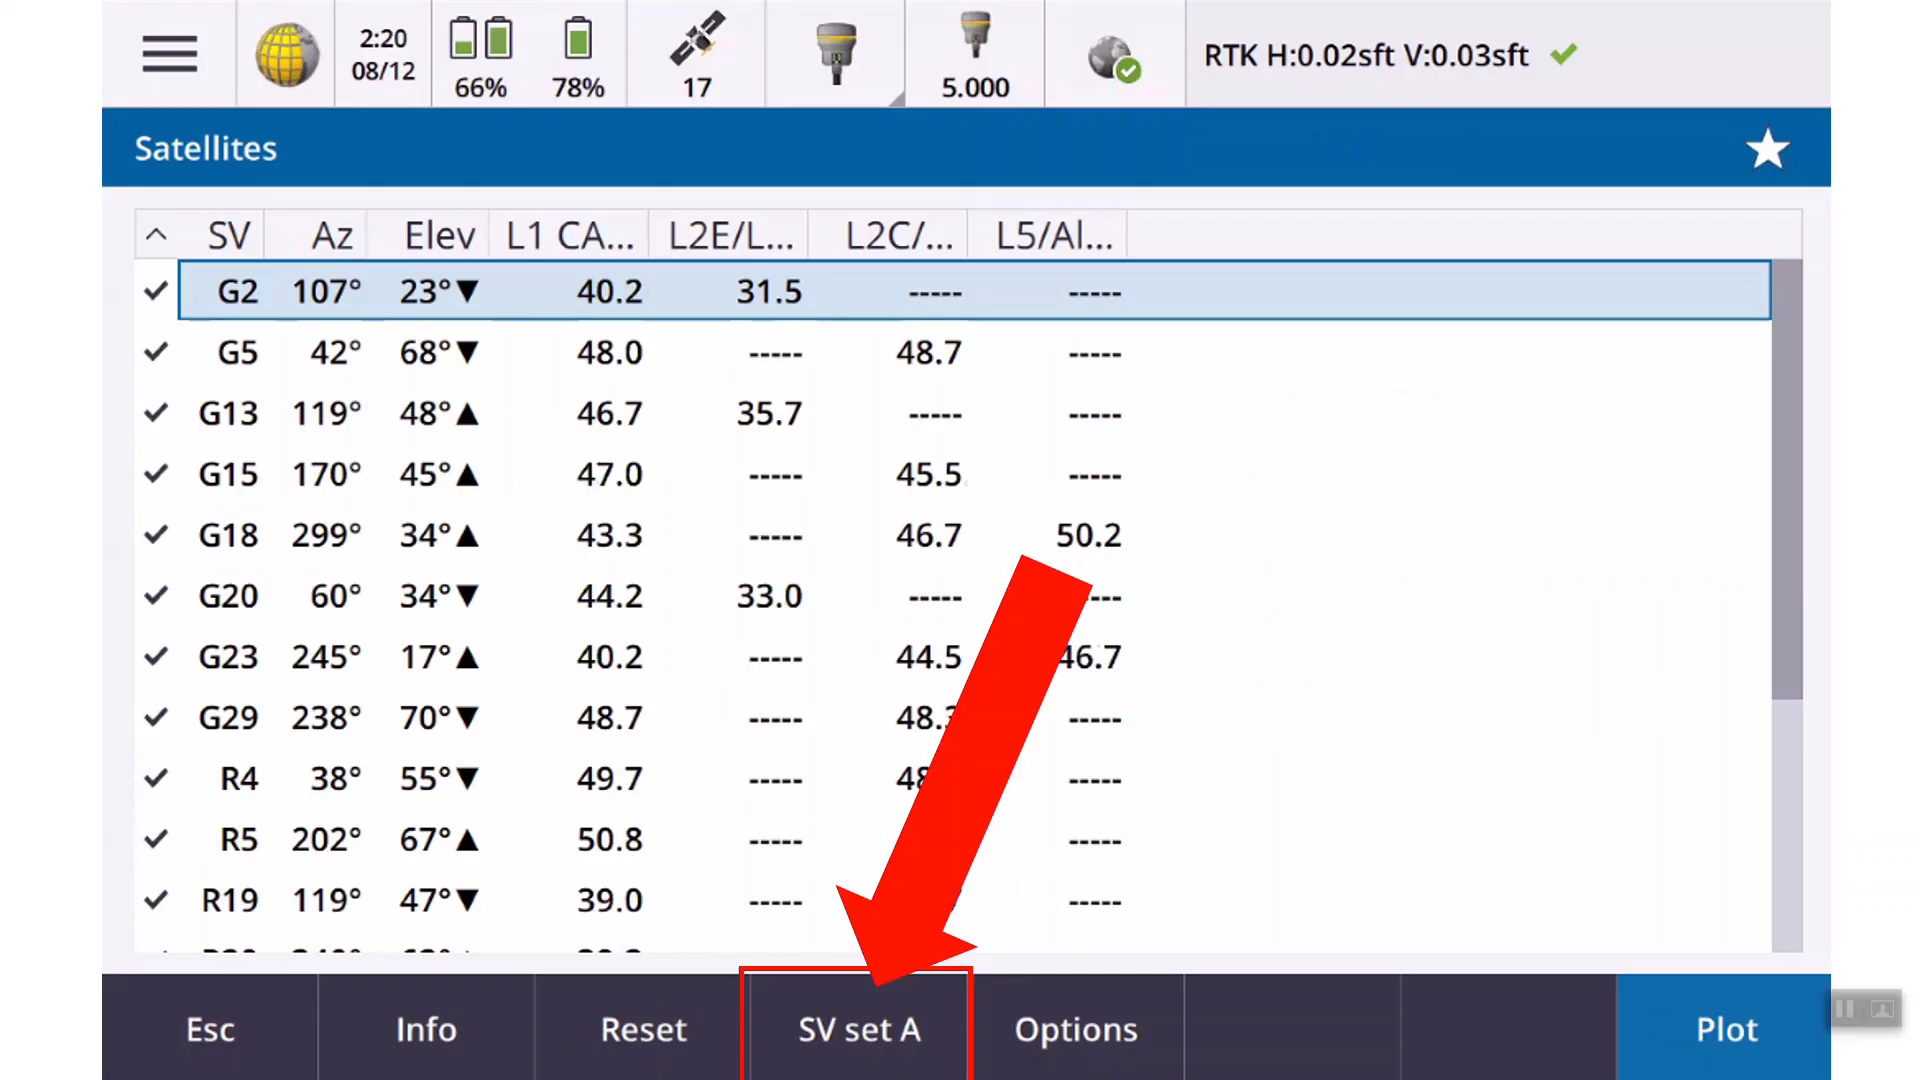 2:20
08/12
66%
78%
17
5.000
RTK H:0.02sft V:0.03sft
Satellites
SV Az Elev L1 CA... L2E/L... L2C/... L5/Al...
G2 107° 23°▼ 40.2 31.5 ----- -----
G5 42° 68°▼ 48.0 ----- 48.7 -----
G13 119° 48°▲ 46.7 35.7 ----- -----
G15 170° 45°▲ 47.0 ----- 45.5 -----
G18 299° 34°▲ 43.3 ----- 46.7 50.2
G20 60° 34°▼ 44.2 33.0 -----
G23 245° 17°▲ 40.2 ----- 44.5 46.7
G29 238° 70°▼ 48.7 ----- -----
R4 38° 55°▼ 49.7 ----- -----
R5 202° 67°▲ 50.8 ----- -----
R19 119° 47°▼ 39.0 ----- -----
Esc Info Reset SV set A Options Plot